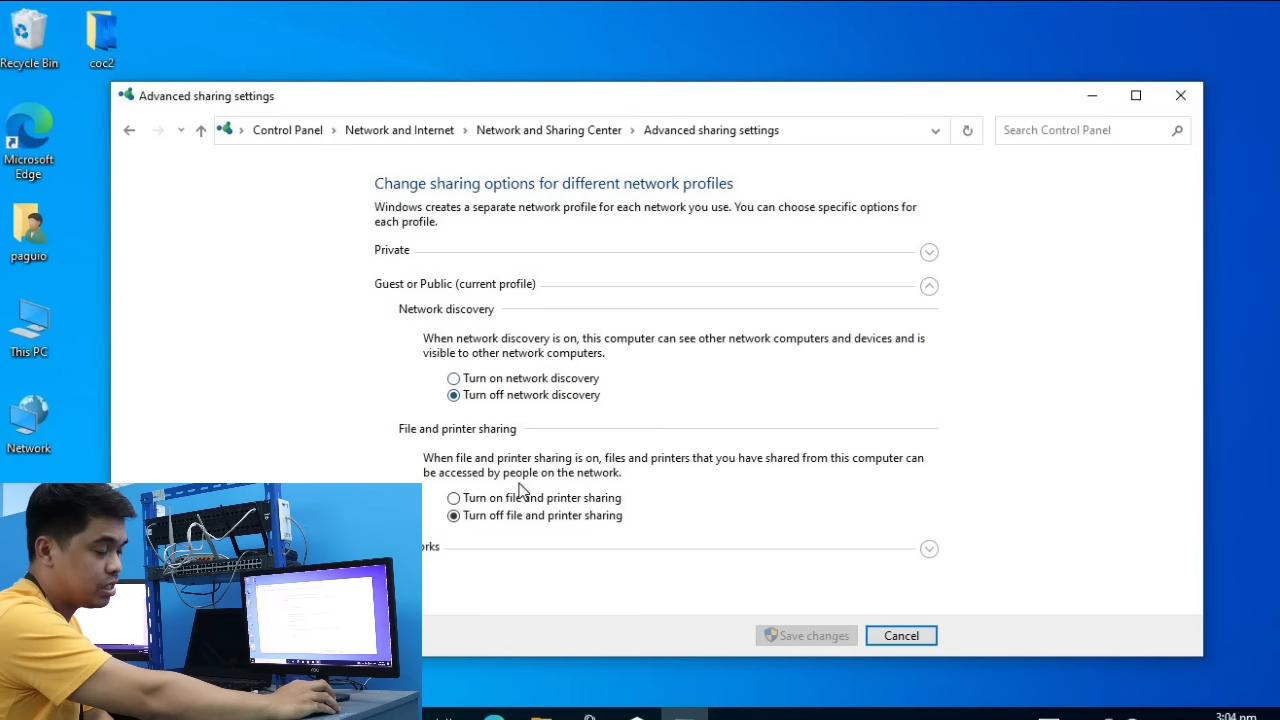 Recycle Bin
coc2
Microsoft
Edge
paguio
This PC
Network
Advanced sharing settings
Control Panel
Network and Internet
Network and Sharing Center
Advanced sharing settings
Search Control Panel
Change sharing options for different network profiles
Windows creates a separate network profile for each network you use. You can choose specific options for
each profile.
Private
Guest or Public (current profile)
Network discovery
When network discovery is on, this computer can see other network computers and devices and is
visible to other network computers.
Turn on network discovery
Turn off network discovery
File and printer sharing
When file and printer sharing is on, files and printers that you have shared from this computer can
be accessed by people on the network.
Turn on file and printer sharing
Turn off file and printer sharing
orks
Save changes
Cancel
3:04 pm